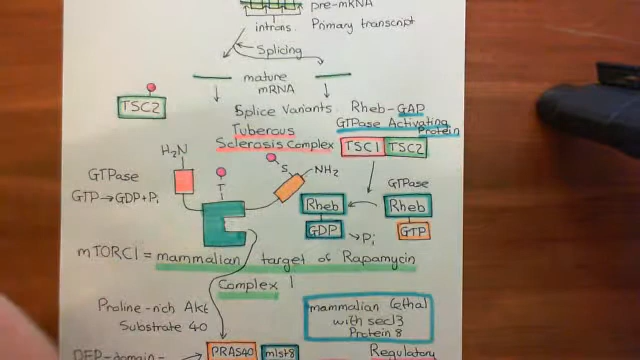 pre-mRNA
introns
Primary transcript
Splicing
mature
mRNA
TSC2
Splice Variants
Rheb-GAP
GTPase Activating
Protein
Tuberous
Sclerosis Complex
TSC1 TSC2
H₂N
S
NH₂
T
GTPase
GTP → GDP+Pi
GTPase
Rheb
GDP
→ Pi
Rheb
GTP
mTORC1 = mammalian target of Rapamycin
Complex 1
Proline-rich Akt
Substrate 40
mammalian lethal
with sec13
Protein 8
DEP-domain-
PRAS40
mlst8
Regulatory